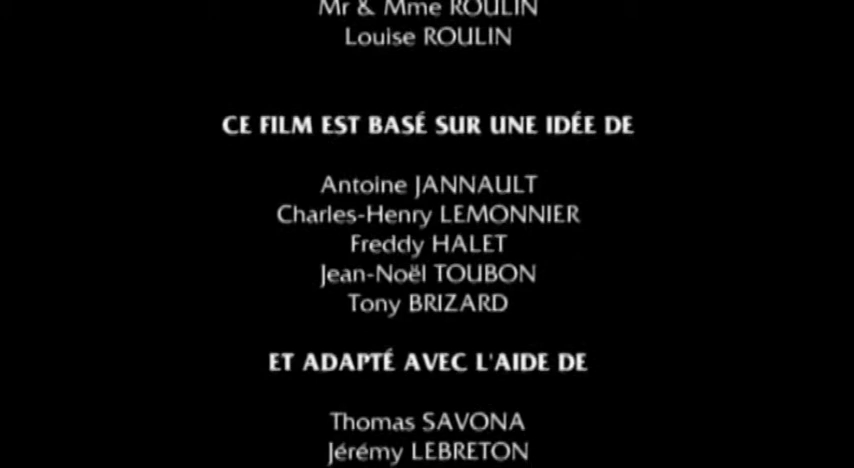 Mr & Mme ROULIN
Louise ROULIN
CE FILM EST BASÉ SUR UNE IDÉE DE
Antoine JANNAULT
Charles-Henry LEMONNIER
Freddy HALET
Jean-Noël TOUBON
Tony BRIZARD
ET ADAPTÉ AVEC L'AIDE DE
Thomas SAVONA
Jérémy LEBRETON